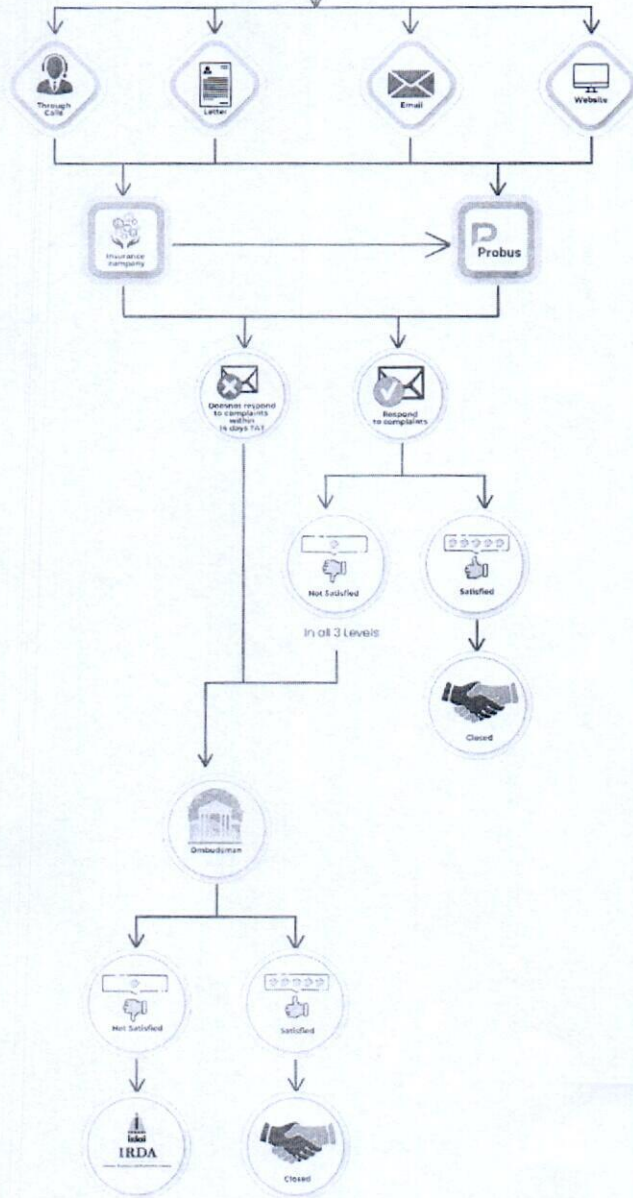 Through
Calls
Letter
Email
Website
Insurance
company
Probus
Doesnot respond
to complaints
within
14 days TAT
Respond
to complaints
Not Satisfied
Satisfied
In all 3 Levels
Closed
Ombudsman
Not Satisfied
Satisfied
IRDA
Closed